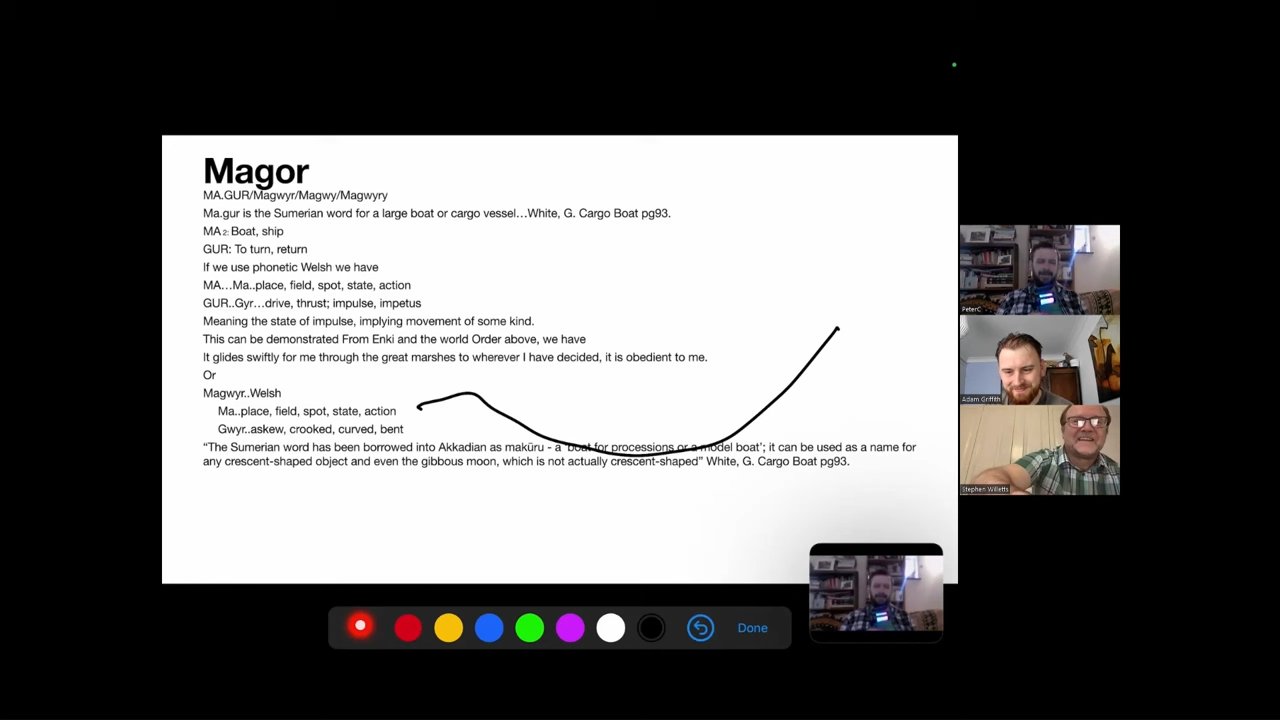 Magor
MA.GUR/Magwyr/Magwy/Magwyry
Ma.gur is the Sumerian word for a large boat or cargo vessel…White, G. Cargo Boat pg93.
MA 2: Boat, ship
GUR: To turn, return
If we use phonetic Welsh we have
MA…Ma..place, field, spot, state, action
GUR..Gyr…drive, thrust; impulse, impetus
Meaning the state of impulse, implying movement of some kind.
This can be demonstrated From Enki and the world Order above, we have
It glides swiftly for me through the great marshes to wherever I have decided, it is obedient to me.
Or
Magwyr..Welsh
Ma..place, field, spot, state, action
Gwyr..askew, crooked, curved, bent
“The Sumerian word has been borrowed into Akkadian as makūru - a ‘boat for processions or a model boat’; it can be used as a name for
any crescent-shaped object and even the gibbous moon, which is not actually crescent-shaped” White, G. Cargo Boat pg93.
PeterC
Adam Griffith
Stephen Willetts
Done